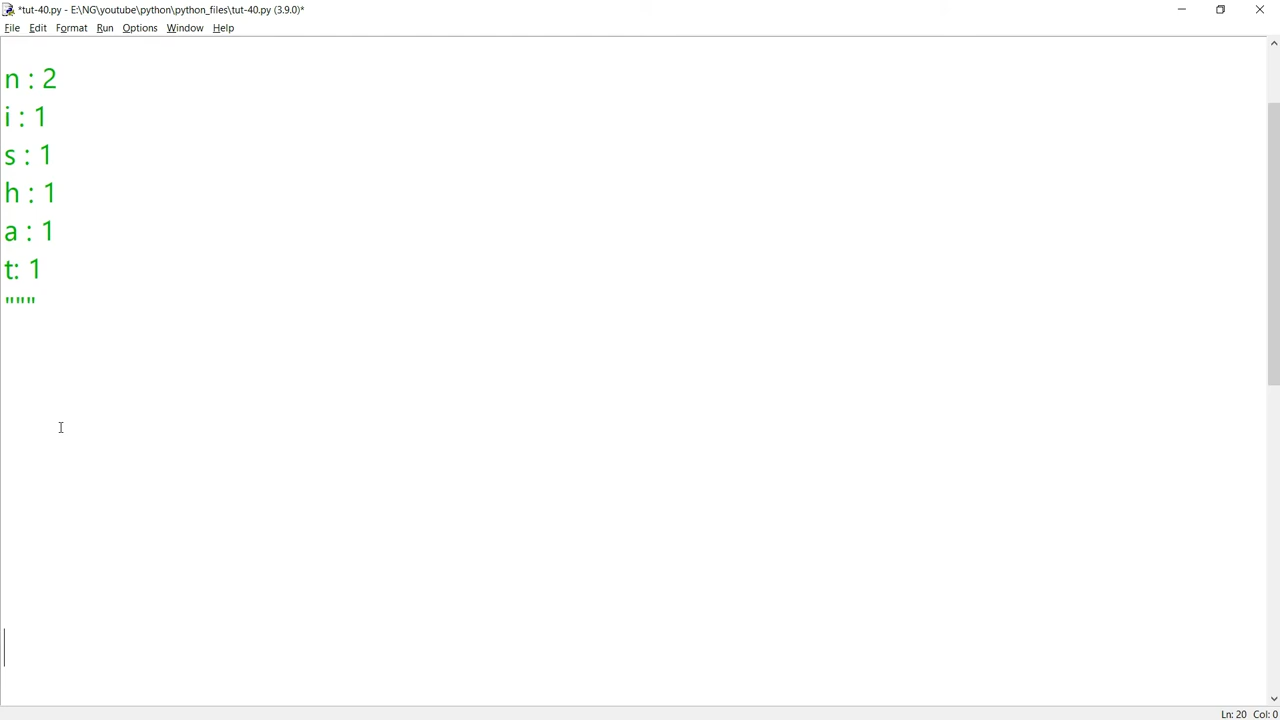 *tut-40.py - E:\NG\youtube\python\python_files\tut-40.py (3.9.0)*
File Edit Format Run Options Window Help
n : 2
i : 1
s : 1
h : 1
a : 1
t: 1
"""
Ln: 20 Col: 0